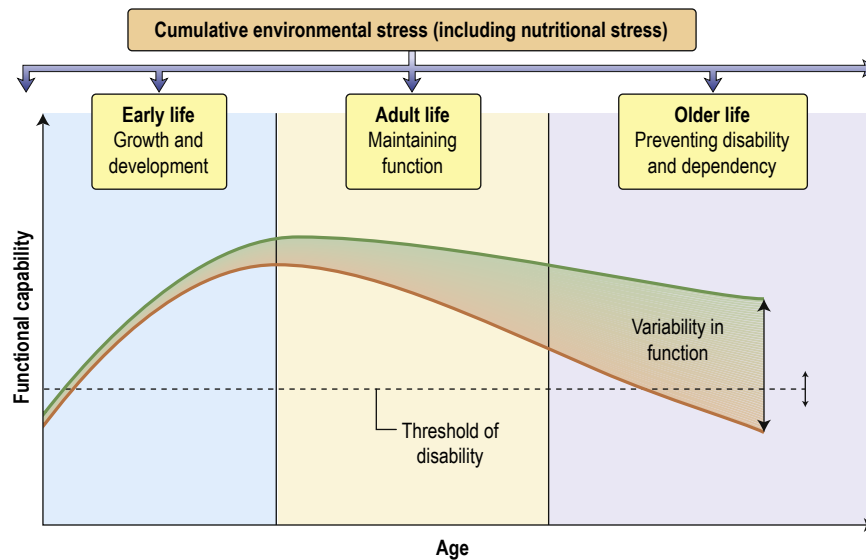 Cumulative environmental stress (including nutritional stress)
Early life
Growth and
development
Adult life
Maintaining
function
Older life
Preventing disability
and dependency
Functional capability
Variability in
function
Threshold of
disability
Age